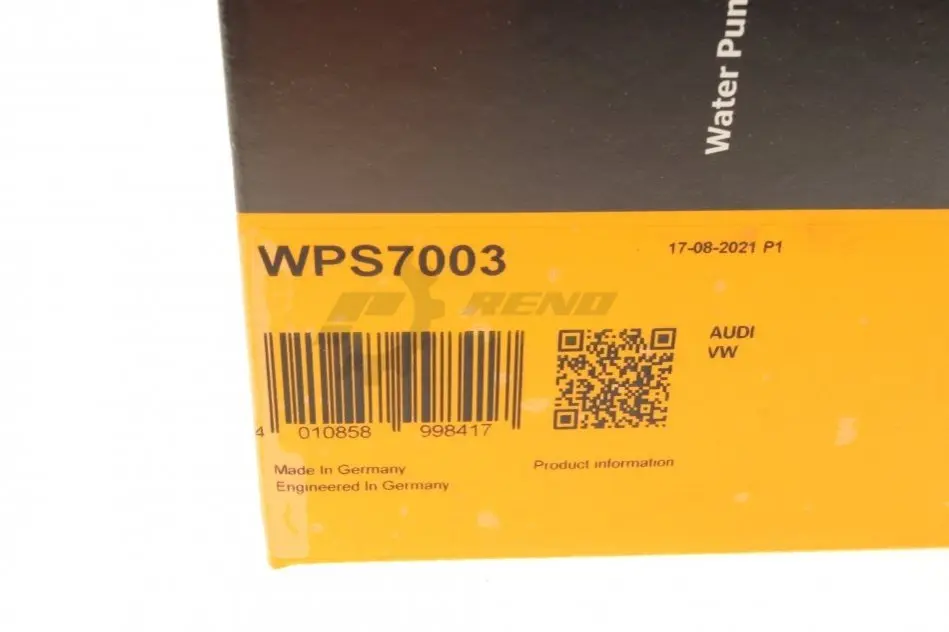 Water Pum
WPS7003
17-08-2021 P1
RENO
AUDI
VW
4 010858 998417
Made In Germany
Engineered In Germany
Product information